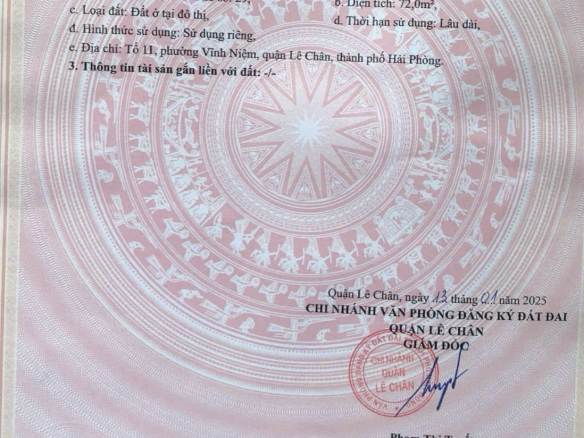 b. Diện tích: 72,0m²,
c. Loại đất: Đất ở tại đô thị,
d. Thời hạn sử dụng: Lâu dài,
đ. Hình thức sử dụng: Sử dụng riêng,
e. Địa chỉ: Tổ 11, phường Vĩnh Niệm, quận Lê Chân, thành phố Hải Phòng.
3. Thông tin tài sản gắn liền với đất: -/-
Quận Lê Chân, ngày 13 tháng 01 năm 2025
CHI NHÁNH VĂN PHÒNG ĐĂNG KÝ ĐẤT ĐAI
QUẬN LÊ CHÂN
GIÁM ĐỐC
CHI NHÁNH
QUẬN
LÊ CHÂN
Phạm Thị